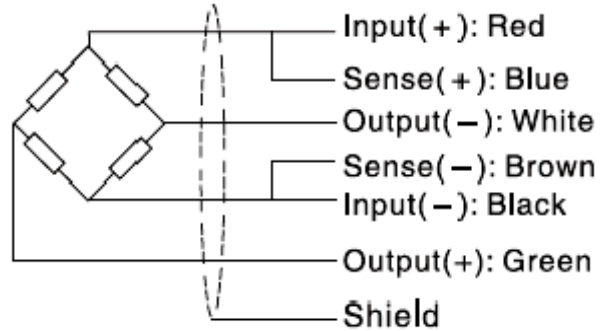 Input(+): Red
Sense(+): Blue
Output(−): White
Sense(−): Brown
Input(−): Black
Output(+): Green
Shield